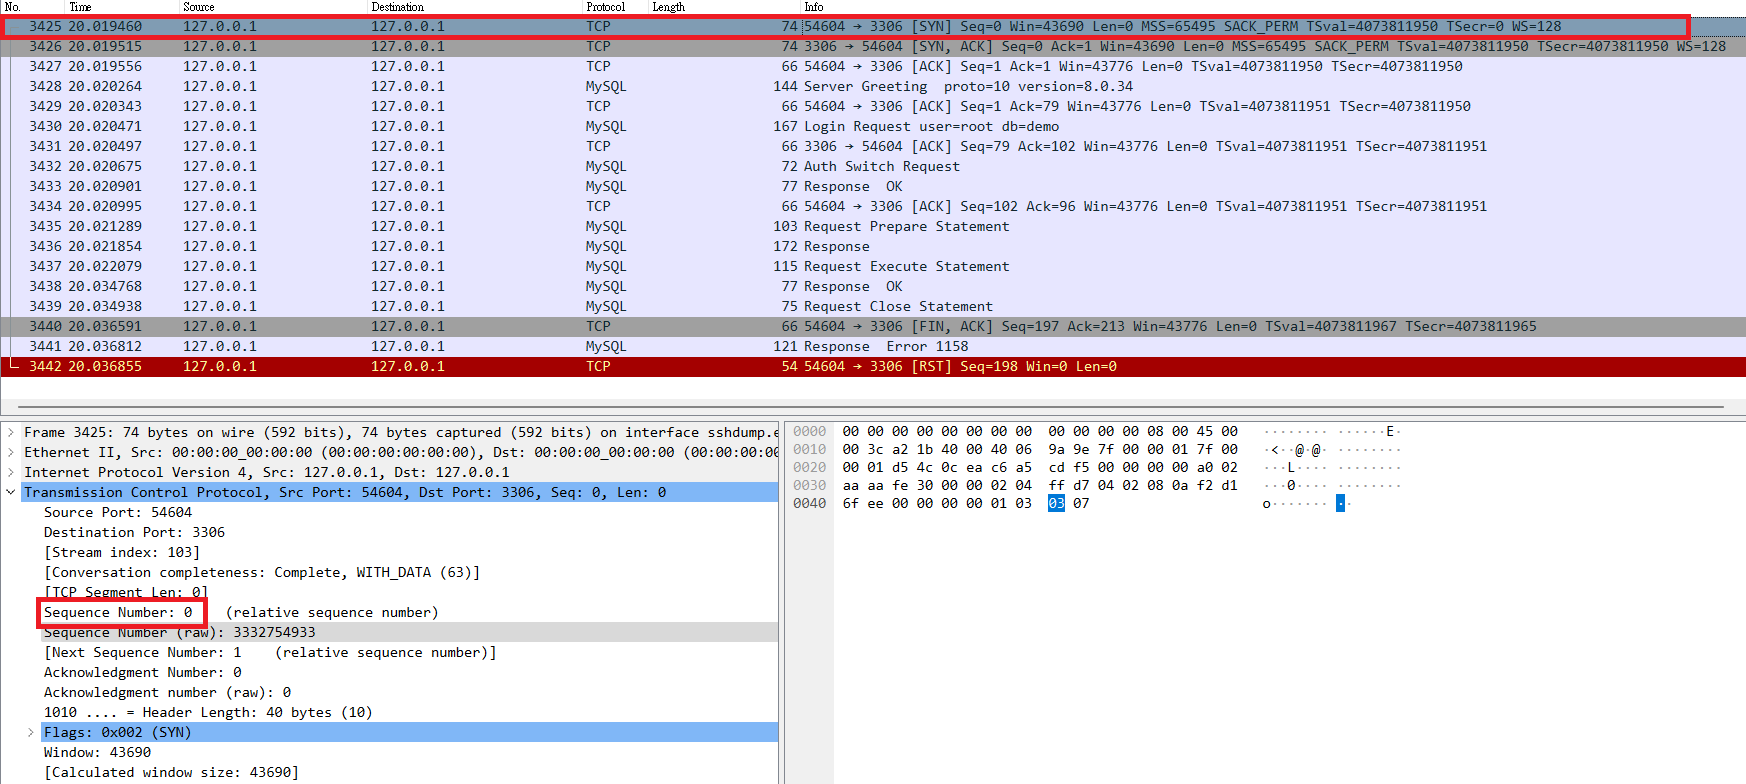 No. Time Source Destination Protocol Length Info
3425 20.019460 127.0.0.1 127.0.0.1 TCP 74 54604 → 3306 [SYN] Seq=0 Win=43690 Len=0 MSS=65495 SACK_PERM TSval=4073811950 TSecr=0 WS=128
3426 20.019515 127.0.0.1 127.0.0.1 TCP 74 3306 → 54604 [SYN, ACK] Seq=0 Ack=1 Win=43690 Len=0 MSS=65495 SACK_PERM TSval=4073811950 TSecr=4073811950 WS=128
3427 20.019556 127.0.0.1 127.0.0.1 TCP 66 54604 → 3306 [ACK] Seq=1 Ack=1 Win=43776 Len=0 TSval=4073811950 TSecr=4073811950
3428 20.020264 127.0.0.1 127.0.0.1 MySQL 144 Server Greeting  proto=10 version=8.0.34
3429 20.020343 127.0.0.1 127.0.0.1 TCP 66 54604 → 3306 [ACK] Seq=1 Ack=79 Win=43776 Len=0 TSval=4073811951 TSecr=4073811950
3430 20.020471 127.0.0.1 127.0.0.1 MySQL 167 Login Request user=root db=demo
3431 20.020497 127.0.0.1 127.0.0.1 TCP 66 3306 → 54604 [ACK] Seq=79 Ack=102 Win=43776 Len=0 TSval=4073811951 TSecr=4073811951
3432 20.020675 127.0.0.1 127.0.0.1 MySQL 72 Auth Switch Request
3433 20.020901 127.0.0.1 127.0.0.1 MySQL 77 Response  OK
3434 20.020995 127.0.0.1 127.0.0.1 TCP 66 54604 → 3306 [ACK] Seq=102 Ack=96 Win=43776 Len=0 TSval=4073811951 TSecr=4073811951
3435 20.021289 127.0.0.1 127.0.0.1 MySQL 103 Request Prepare Statement
3436 20.021854 127.0.0.1 127.0.0.1 MySQL 172 Response
3437 20.022079 127.0.0.1 127.0.0.1 MySQL 115 Request Execute Statement
3438 20.034768 127.0.0.1 127.0.0.1 MySQL 77 Response  OK
3439 20.034938 127.0.0.1 127.0.0.1 MySQL 75 Request Close Statement
3440 20.036591 127.0.0.1 127.0.0.1 TCP 66 54604 → 3306 [FIN, ACK] Seq=197 Ack=213 Win=43776 Len=0 TSval=4073811967 TSecr=4073811965
3441 20.036812 127.0.0.1 127.0.0.1 MySQL 121 Response  Error 1158
3442 20.036855 127.0.0.1 127.0.0.1 TCP 54 54604 → 3306 [RST] Seq=198 Win=0 Len=0
Frame 3425: 74 bytes on wire (592 bits), 74 bytes captured (592 bits) on interface sshdump.e
Ethernet II, Src: 00:00:00_00:00:00 (00:00:00:00:00:00), Dst: 00:00:00_00:00:00 (00:00:00:00
Internet Protocol Version 4, Src: 127.0.0.1, Dst: 127.0.0.1
Transmission Control Protocol, Src Port: 54604, Dst Port: 3306, Seq: 0, Len: 0
Source Port: 54604
Destination Port: 3306
[Stream index: 103]
[Conversation completeness: Complete, WITH_DATA (63)]
[TCP Segment Len: 0]
Sequence Number: 0    (relative sequence number)
Sequence Number (raw): 3332754933
[Next Sequence Number: 1    (relative sequence number)]
Acknowledgment Number: 0
Acknowledgment number (raw): 0
1010 .... = Header Length: 40 bytes (10)
Flags: 0x002 (SYN)
Window: 43690
[Calculated window size: 43690]
0000 00 00 00 00 00 00 00 00 00 00 00 00 08 00 45 00 ········ ······E·
0010 00 3c a2 1b 40 00 40 06 9a 9e 7f 00 00 01 7f 00 ·<··@·@· ········
0020 00 01 d5 4c 0c ea c6 a5 cd f5 00 00 00 00 a0 02 ···L···· ········
0030 aa aa fe 30 00 00 02 04 ff d7 04 02 08 0a f2 d1 ···0···· ········
0040 6f ee 00 00 00 00 01 03 03 07 o······· ··